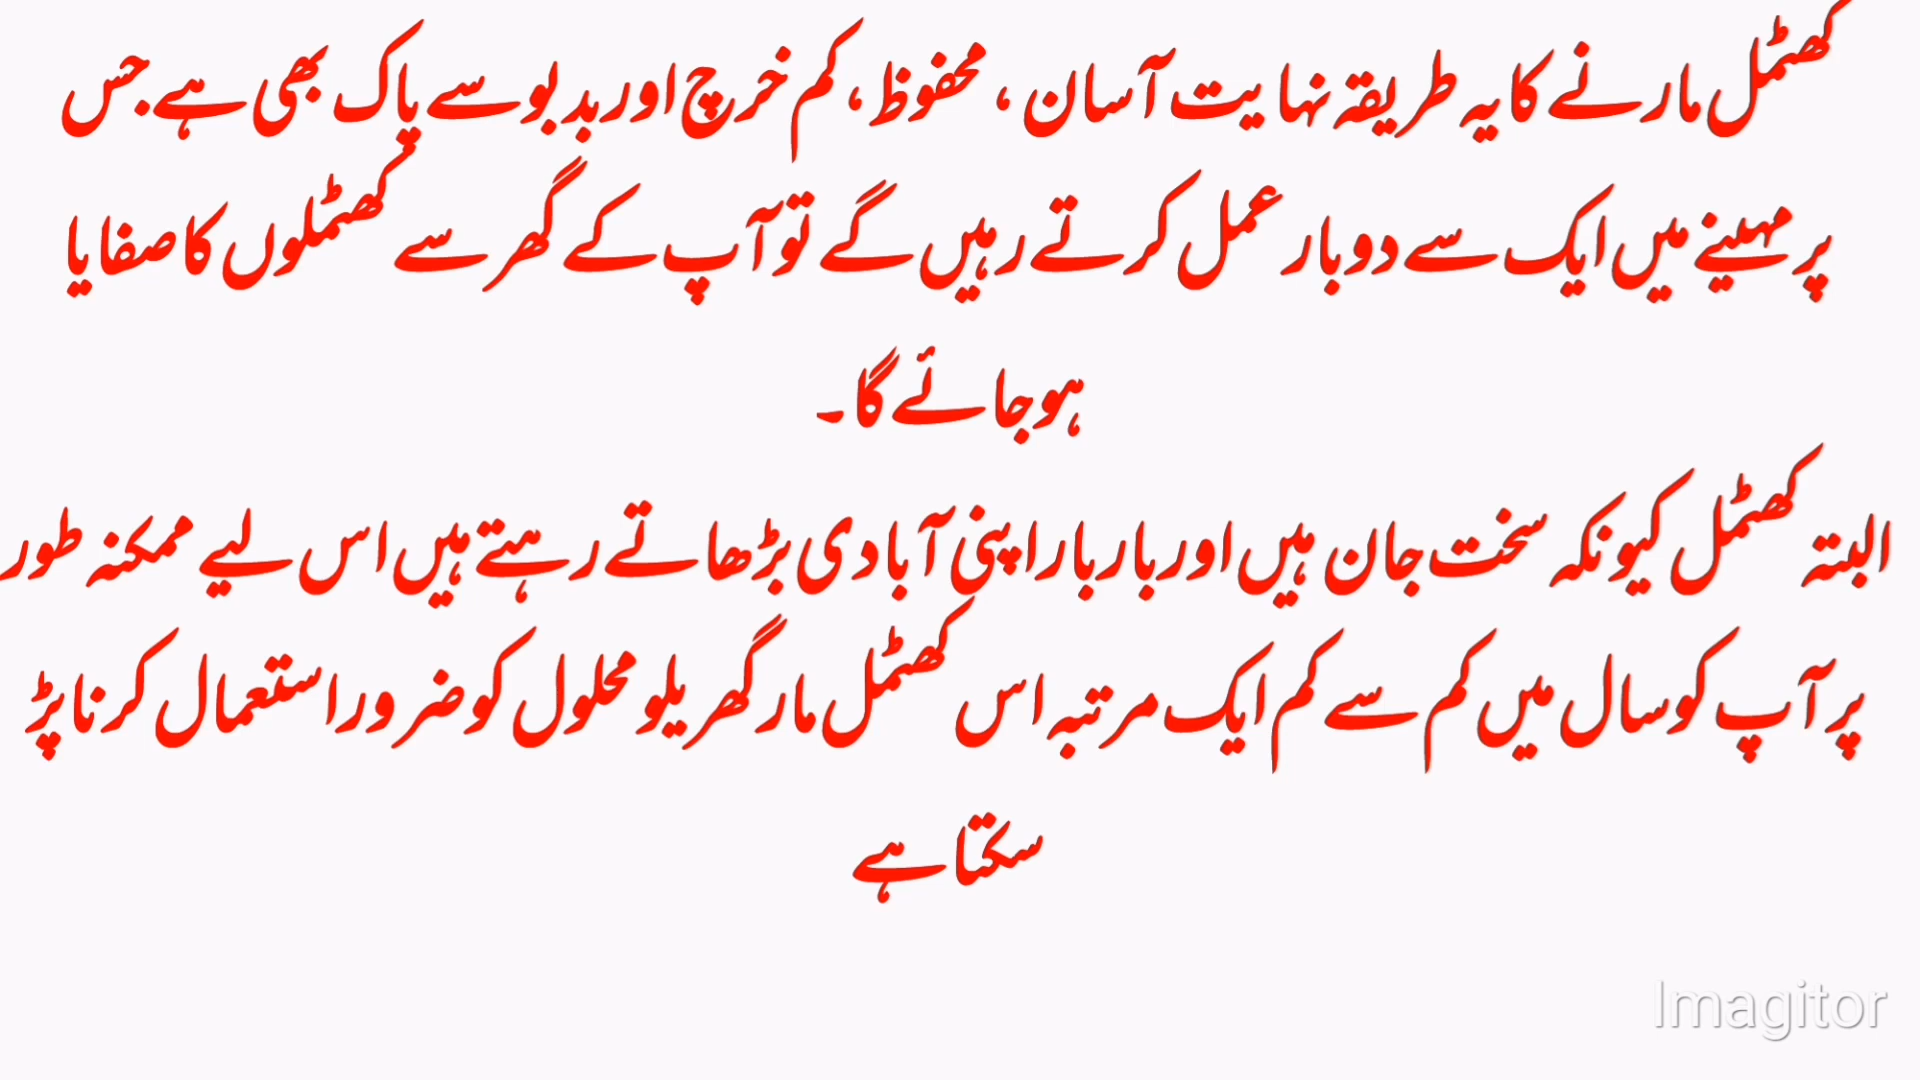 کھٹمل مارنے کا یہ طریقہ نہایت آسان، محفوظ، کم خرچ اور بدبو سے پاک بھی ہے۔جس
پر مہینے میں ایک سے دو بار عمل کرتے رہیں گے تو آپ کے گھر سے کھٹملوں کا صفایا
ہوجائے گا۔
البتہ کھٹمل کیونکہ سخت جان ہیں اور بار بار اپنی آبادی بڑھاتے رہتے ہیں اس لیے ممکنہ طور
پر آپ کو سال میں کم سے کم ایک مرتبہ اس کھٹمل مار گھریلو محلول کو ضرور استعمال کرنا پڑ
سکتا ہے
Imagitor